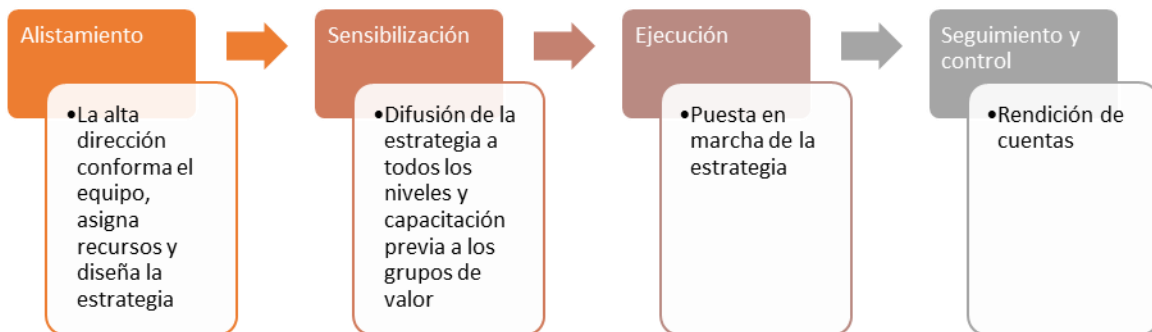 Alistamiento
•La alta
dirección
conforma el
equipo,
asigna
recursos y
diseña la
estrategia
Sensibilización
•Difusión de la
estrategia a
todos los
niveles y
capacitación
previa a los
grupos de
valor
Ejecución
•Puesta en
marcha de la
estrategia
Seguimiento y
control
•Rendición de
cuentas